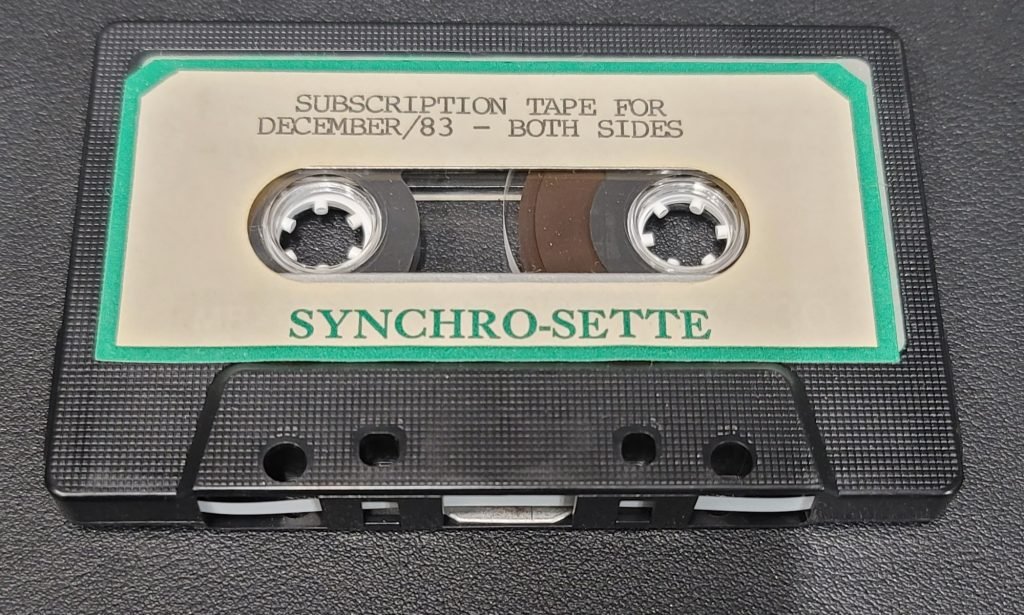 SUBSCRIPTION TAPE FOR
DECEMBER/83 - BOTH SIDES
SYNCHRO-SETTE